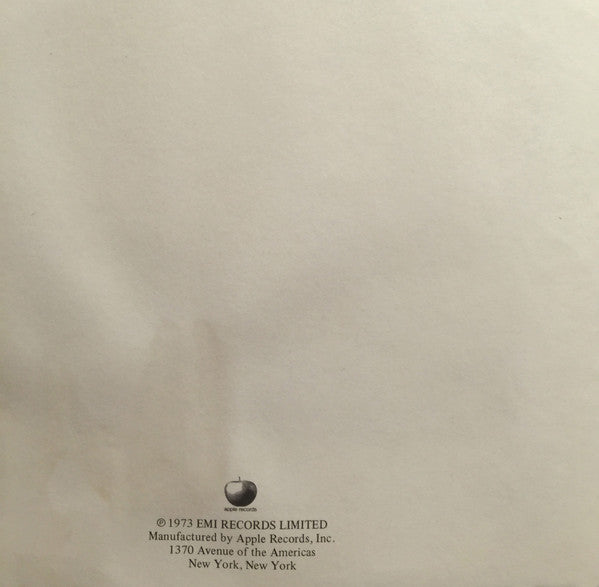 apple records
℗ 1973 EMI RECORDS LIMITED
Manufactured by Apple Records, Inc.
1370 Avenue of the Americas
New York, New York